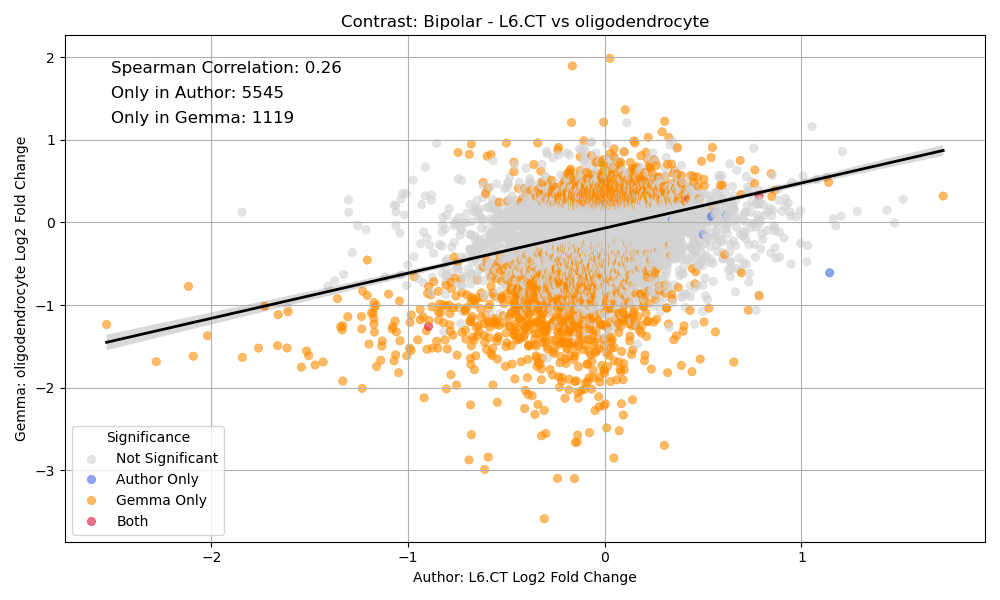 Contrast: Bipolar - L6.CT vs oligodendrocyte
Spearman Correlation: 0.26
Only in Author: 5545
Only in Gemma: 1119
Gemma: oligodendrocyte Log2 Fold Change
2
1
0
−1
−2
−3
Significance
Not Significant
Author Only
Gemma Only
Both
−2
−1
0
1
Author: L6.CT Log2 Fold Change